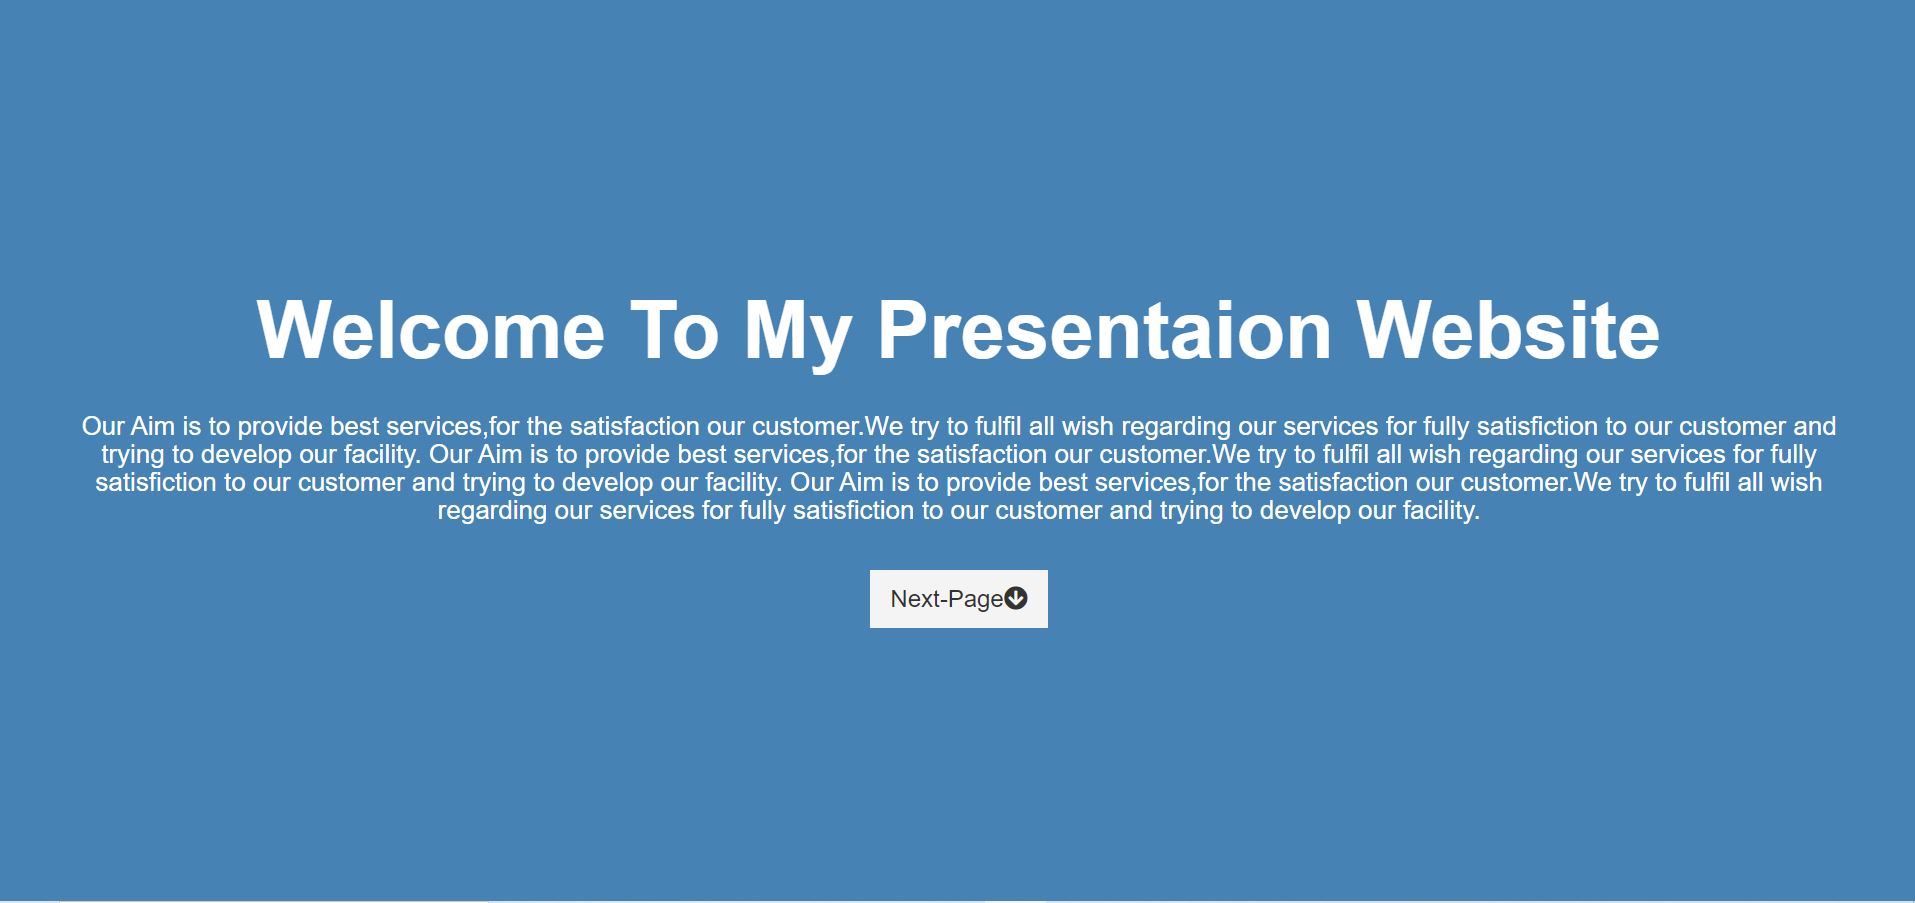 Welcome To My Presentaion Website
Our Aim is to provide best services,for the satisfaction our customer.We try to fulfil all wish regarding our services for fully satisfiction to our customer and
trying to develop our facility. Our Aim is to provide best services,for the satisfaction our customer.We try to fulfil all wish regarding our services for fully
satisfiction to our customer and trying to develop our facility. Our Aim is to provide best services,for the satisfaction our customer.We try to fulfil all wish
regarding our services for fully satisfiction to our customer and trying to develop our facility.
Next-Page